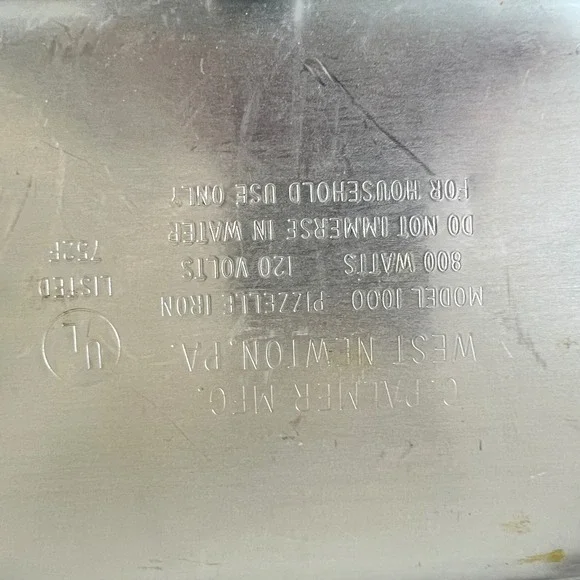 C. PALMER MFG.
WEST NEWTON, PA.
MODEL 1000 PIZZELLE IRON
800 WATTS 120 VOLTS
DO NOT IMMERSE IN WATER
FOR HOUSEHOLD USE ONLY
UL
LISTED
752F